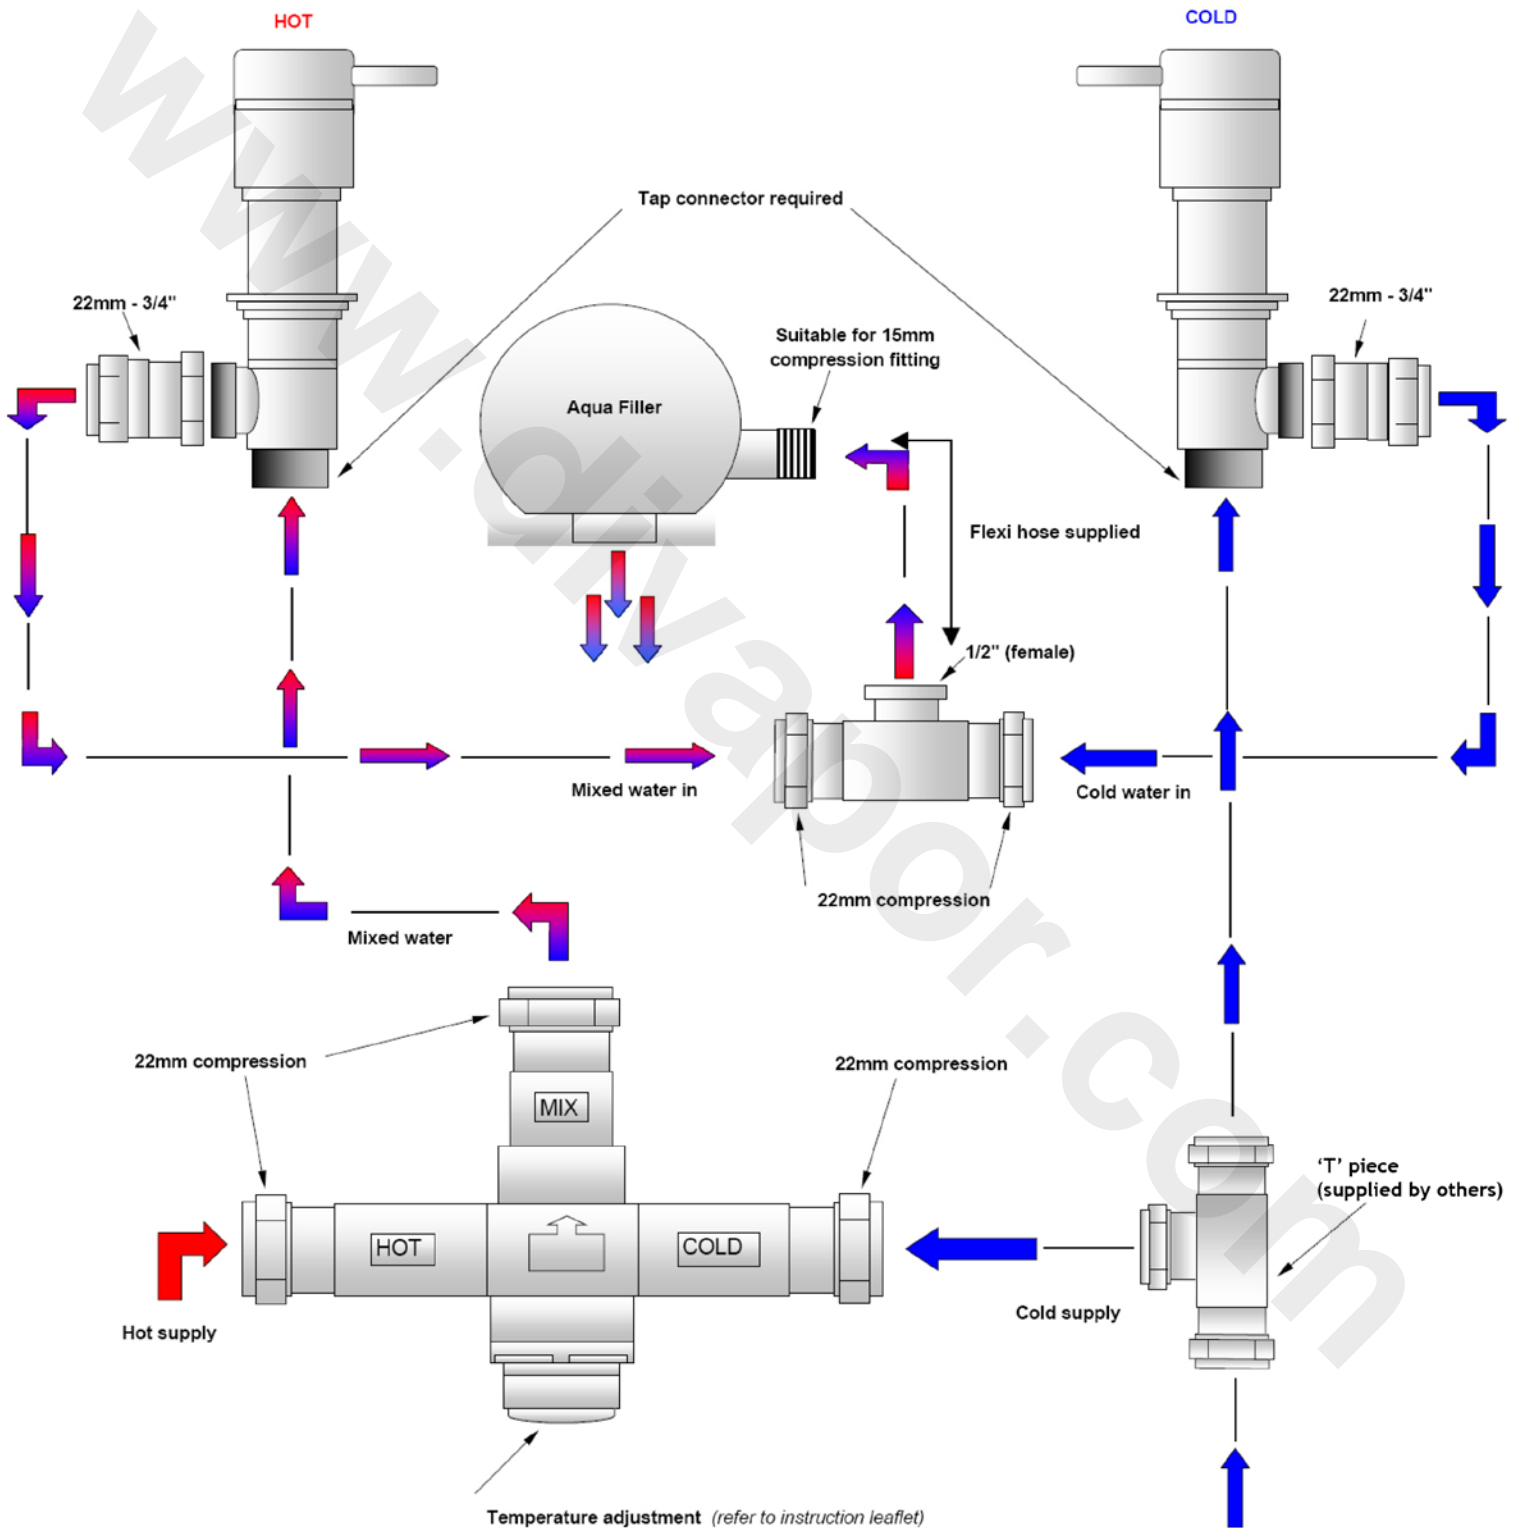 HOT
COLD
Tap connector required
22mm - 3/4"
22mm - 3/4"
Suitable for 15mm
compression fitting
Aqua Filler
Flexi hose supplied
1/2" (female)
Mixed water in
Cold water in
22mm compression
Mixed water
22mm compression
22mm compression
MIX
‘T’ piece
(supplied by others)
HOT
COLD
Cold supply
Hot supply
Temperature adjustment (refer to instruction leaflet)
www.divapor.com